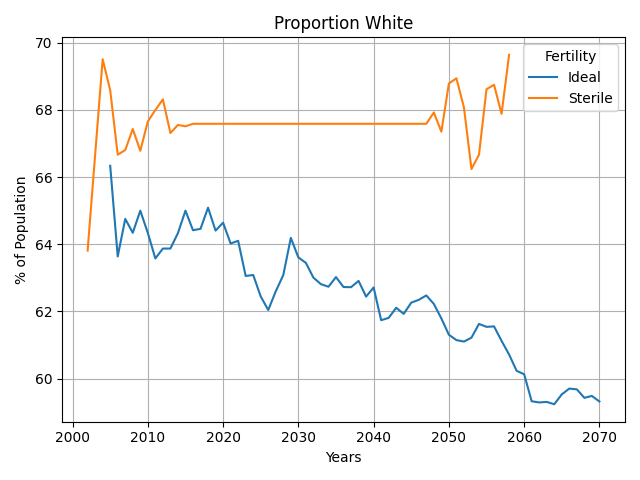 Proportion White
% of Population
70
68
66
64
62
60
Fertility
Ideal
Sterile
2000 2010 2020 2030 2040 2050 2060 2070
Years